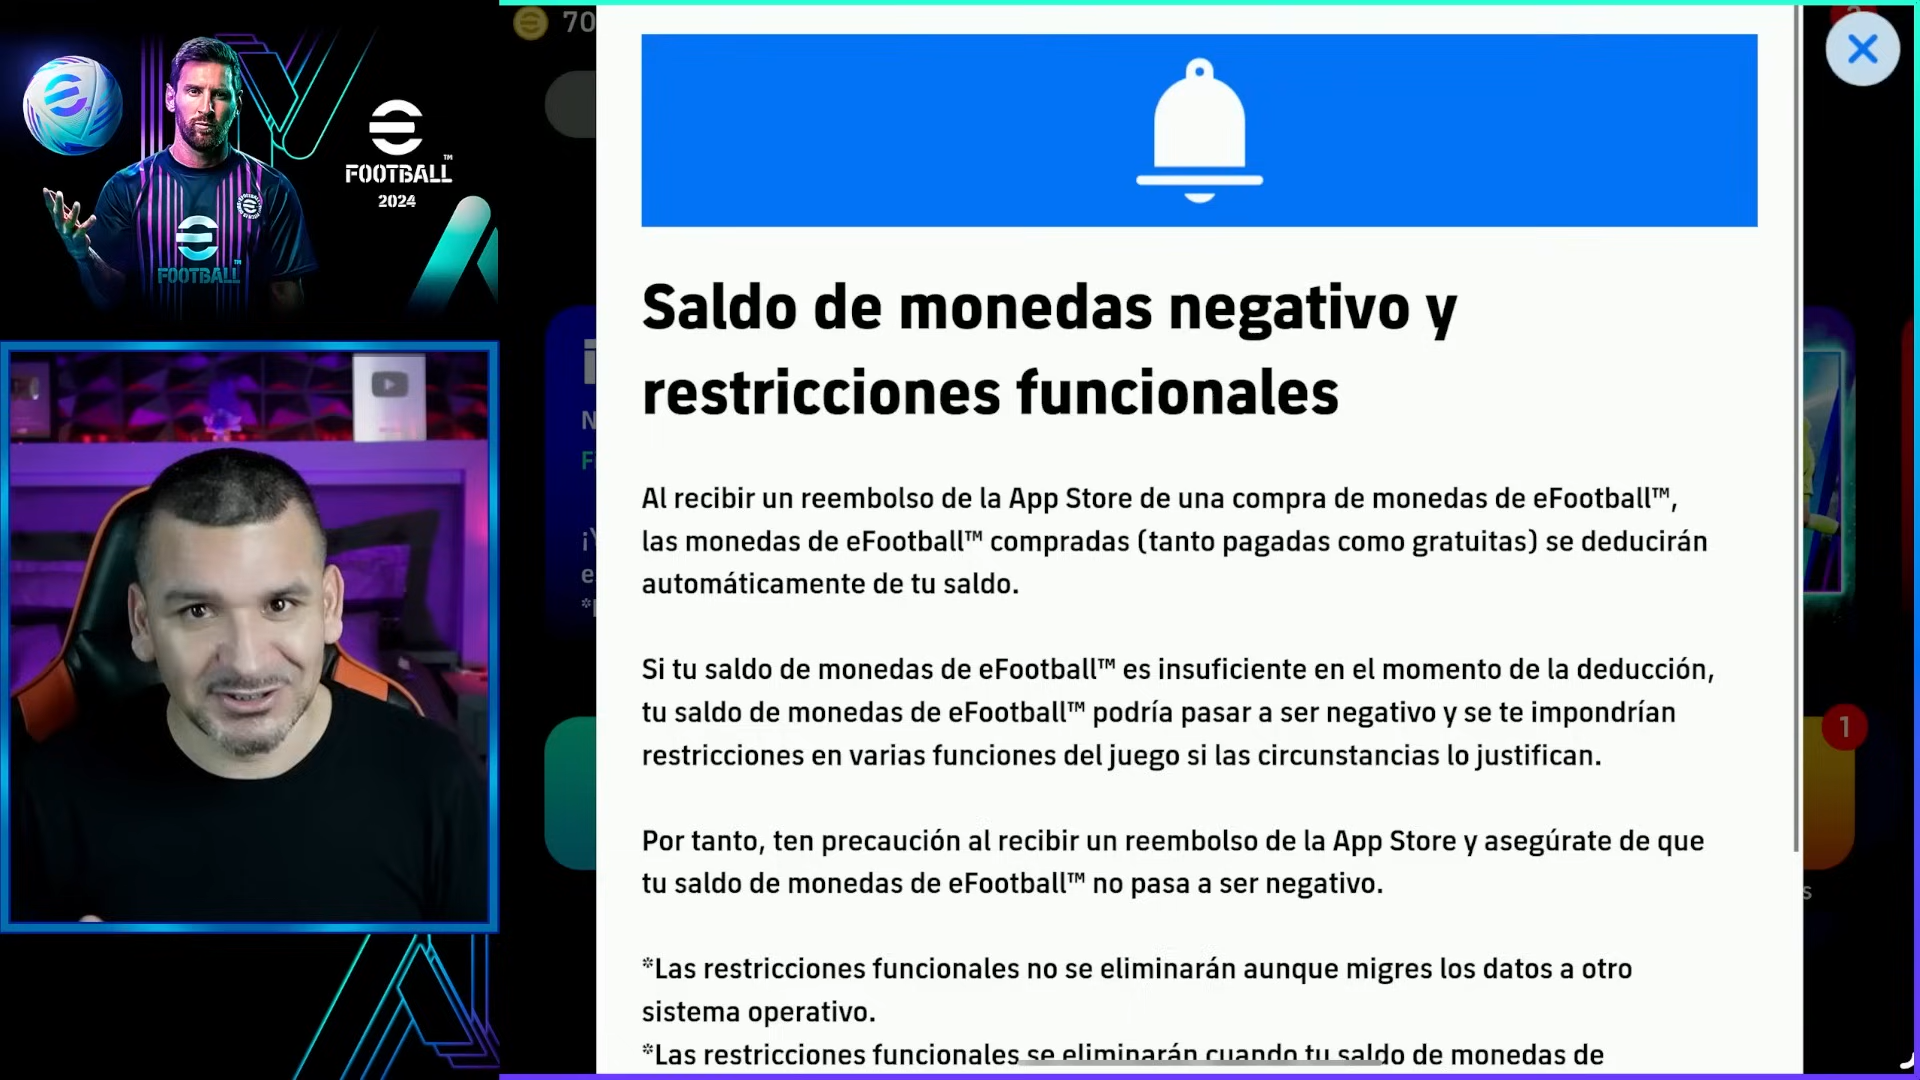 FOOTBALL™
2024
FOOTBALL™
70
Saldo de monedas negativo y
restricciones funcionales
Al recibir un reembolso de la App Store de una compra de monedas de eFootball™,
las monedas de eFootball™ compradas (tanto pagadas como gratuitas) se deducirán
automáticamente de tu saldo.
Si tu saldo de monedas de eFootball™ es insuficiente en el momento de la deducción,
tu saldo de monedas de eFootball™ podría pasar a ser negativo y se te impondrían
restricciones en varias funciones del juego si las circunstancias lo justifican.
Por tanto, ten precaución al recibir un reembolso de la App Store y asegúrate de que
tu saldo de monedas de eFootball™ no pasa a ser negativo.
*Las restricciones funcionales no se eliminarán aunque migres los datos a otro
sistema operativo.
*Las restricciones funcionales se eliminarán cuando tu saldo de monedas de
1
s